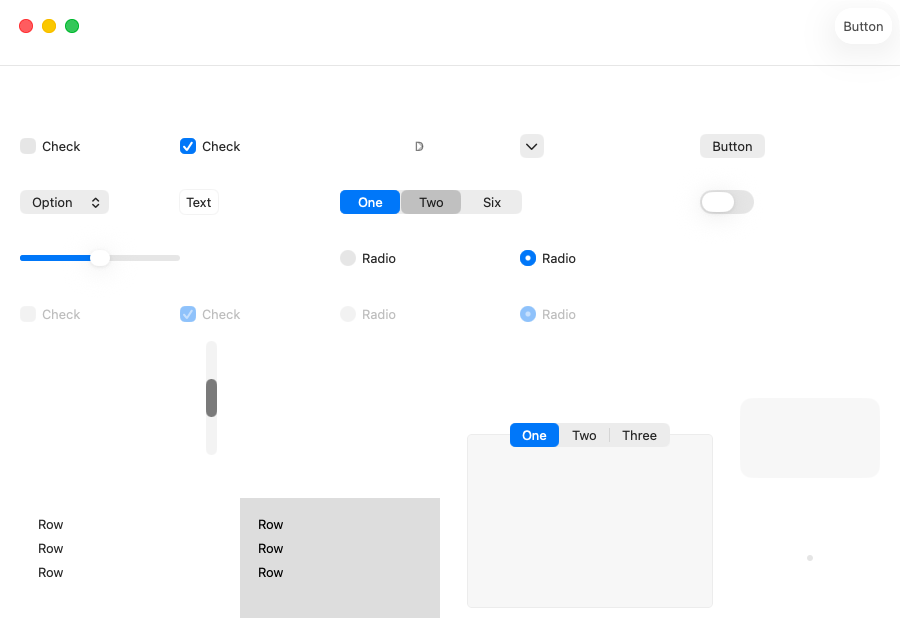 Button
Check Check D Button
Option Text One Two Six
Radio Radio
Check Check Radio Radio
One Two Three
Row Row
Row Row
Row Row